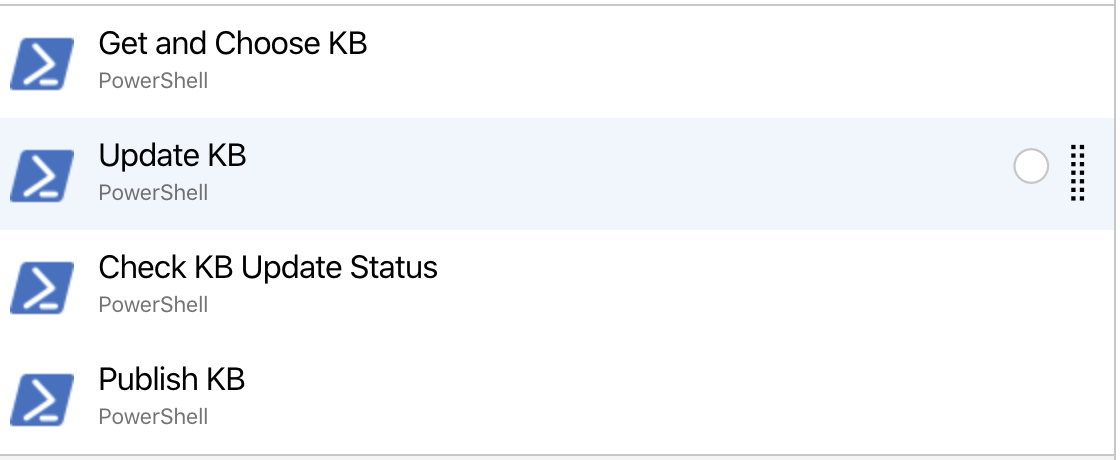 Get and Choose KB
PowerShell
Update KB
PowerShell
Check KB Update Status
PowerShell
Publish KB
PowerShell